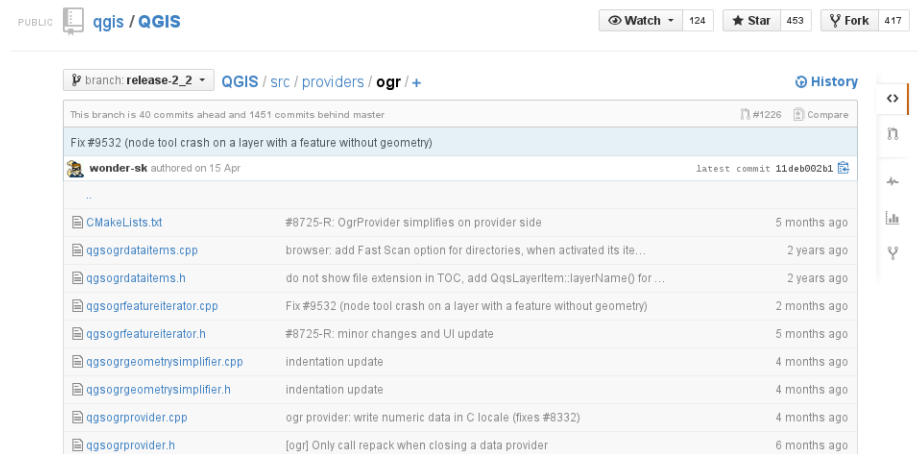 PUBLIC qgis / QGIS Watch 124 Star 453 Fork 417
branch: release-2_2 QGIS / src / providers / ogr / + History
This branch is 40 commits ahead and 1451 commits behind master #1226 Compare
Fix #9532 (node tool crash on a layer with a feature without geometry)
wonder-sk authored on 15 Apr latest commit 11deb002b1
..
CMakeLists.txt #8725-R: OgrProvider simplifies on provider side 5 months ago
qgsogrdataitems.cpp browser: add Fast Scan option for directories, when activated its ite… 2 years ago
qgsogrdataitems.h do not show file extension in TOC, add QgsLayerItem::layerName() for … 2 years ago
qgsogrfeatureiterator.cpp Fix #9532 (node tool crash on a layer with a feature without geometry) 2 months ago
qgsogrfeatureiterator.h #8725-R: minor changes and UI update 5 months ago
qgsogrgeometrysimplifier.cpp indentation update 4 months ago
qgsogrgeometrysimplifier.h indentation update 4 months ago
qgsogrprovider.cpp ogr provider: write numeric data in C locale (fixes #8332) 4 months ago
qgsogrprovider.h [ogr] Only call repack when closing a data provider 6 months ago